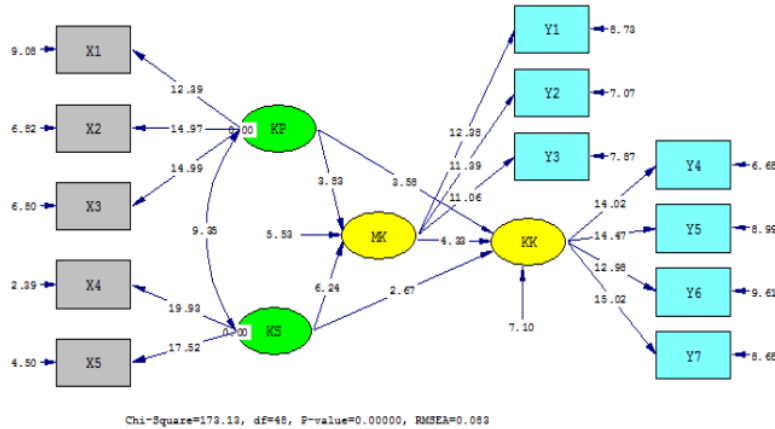 Y1
8.73
9.08
X1
12.39
Y2
7.07
6.82
X2
14.97
0.00
KP
12.38
11.39
Y3
7.87
14.99
3.83
3.58
11.06
Y4
6.68
6.80
X3
14.02
9.35
5.53
MK
4.33
KK
14.47
Y5
8.99
2.39
X4
6.24
12.98
Y6
9.61
19.93
2.67
15.02
0.00
KS
7.10
17.52
Y7
8.68
4.50
X5
Chi-Square=173.13, df=48, P-value=0.00000, RMSEA=0.083